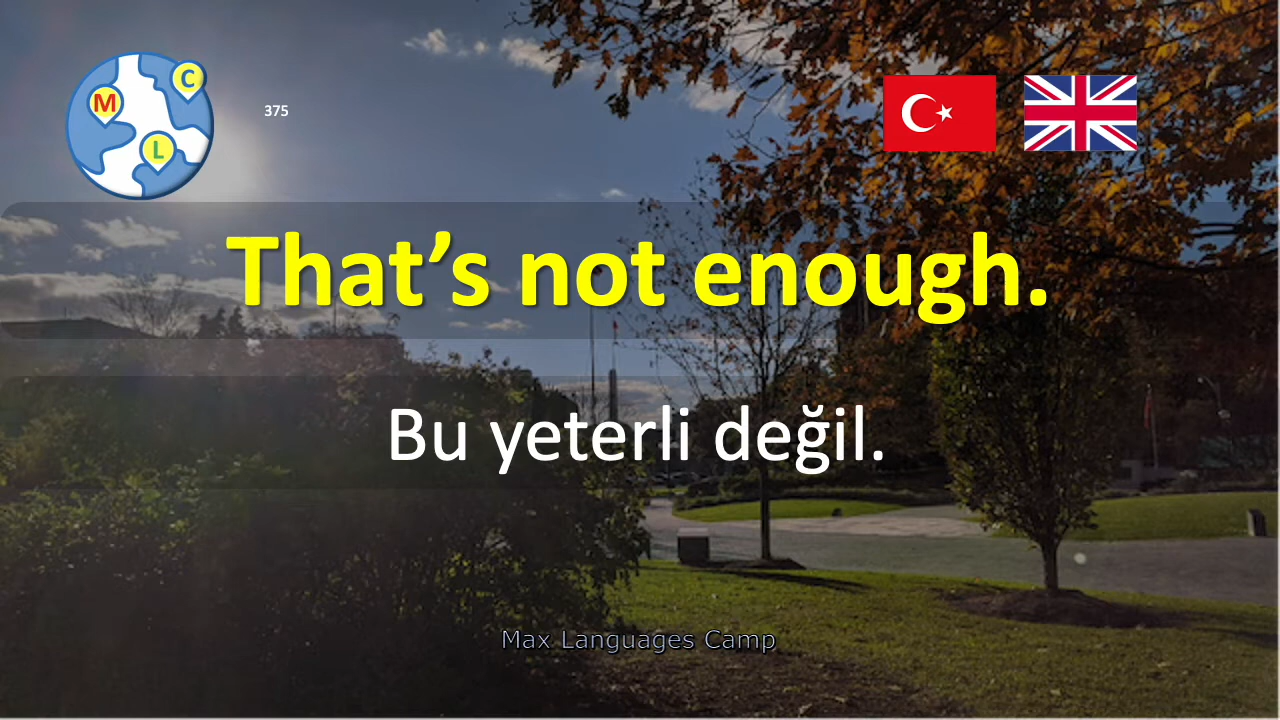 C
M
L
375
That’s not enough.
Bu yeterli değil.
Max Languages Camp